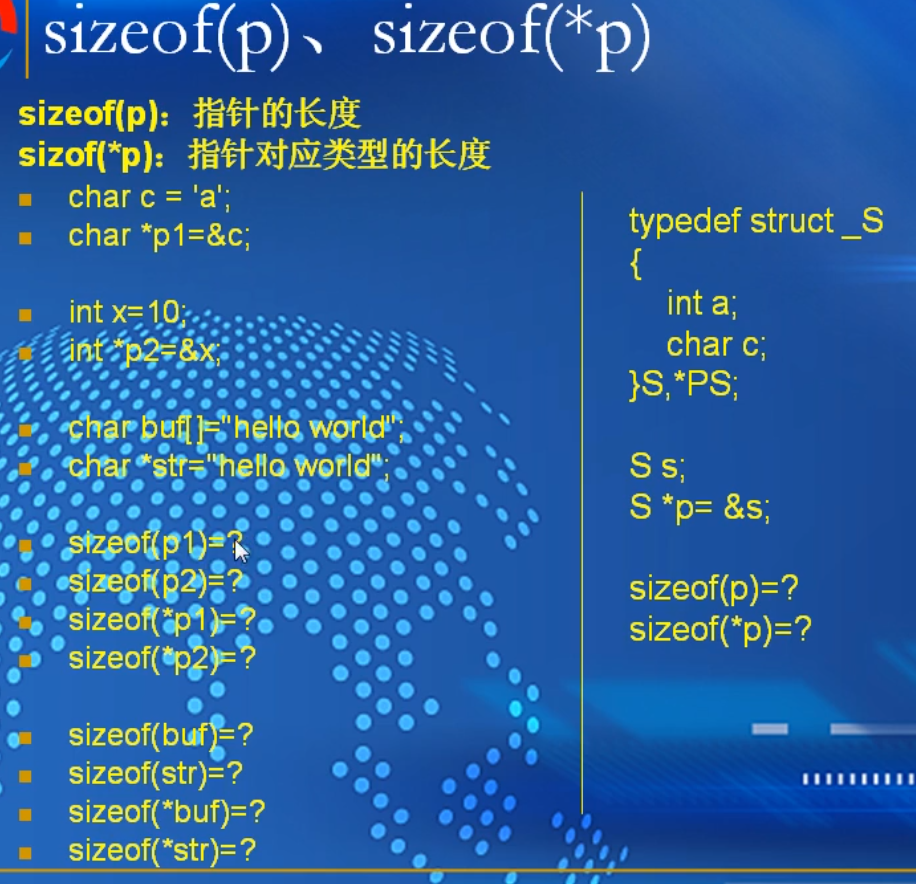 sizeof(p)、sizeof(*p)
sizeof(p)：指针的长度
sizof(*p)：指针对应类型的长度
char c = 'a';
char *p1=&c;
int x=10;
int *p2=&x;
char buf[]="hello world";
char *str="hello world";
sizeof(p1)=?
sizeof(p2)=?
sizeof(*p1)=?
sizeof(*p2)=?
sizeof(buf)=?
sizeof(str)=?
sizeof(*buf)=?
sizeof(*str)=?
typedef struct _S
{
int a;
char c;
}S,*PS;
S s;
S *p= &s;
sizeof(p)=?
sizeof(*p)=?